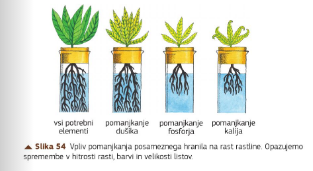 vsi potrebni elementi
pomanjkanje dušika
pomanjkanje fosforja
pomanjkanje kalija
▲ Slika 54 Vpliv pomanjkanja posameznega hranila na rast rastline. Opazujemo
spremembe v hitrosti rasti, barvi in velikosti listov.